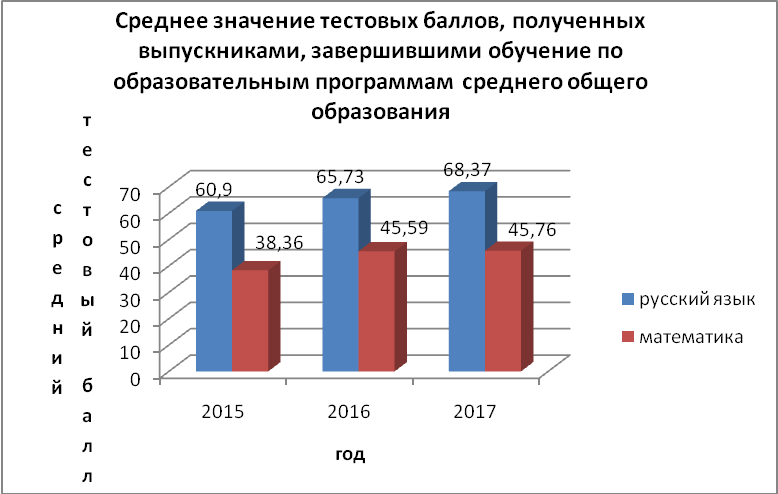 Среднее значение тестовых баллов, полученных
выпускниками, завершившими обучение по
образовательным программам среднего общего
образования
средний
тестовый балл
70
60
50
40
30
20
10
0
60,9
38,36
65,73
45,59
68,37
45,76
2015
2016
2017
год
русский язык
математика